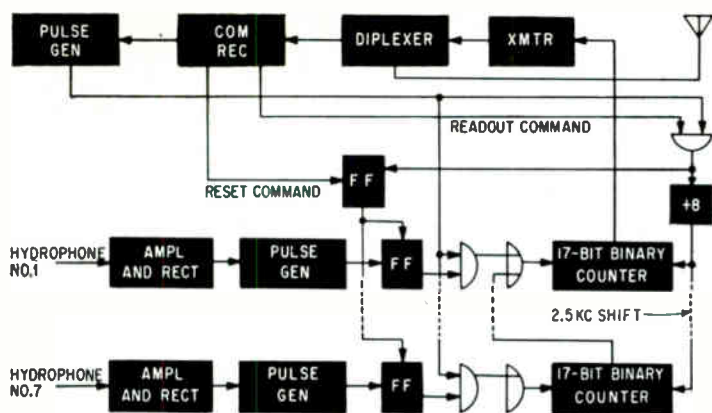 PULSE
GEN
COM
REC
DIPLEXER
XMTR
READOUT COMMAND
RESET COMMAND
FF
+8
HYDROPHONE
NO.1
AMPL
AND RECT
PULSE
GEN
FF
17-BIT BINARY
COUNTER
2.5KC SHIFT
HYDROPHONE
NO.7
AMPL
AND RECT
PULSE
GEN
FF
17-BIT BINARY
COUNTER